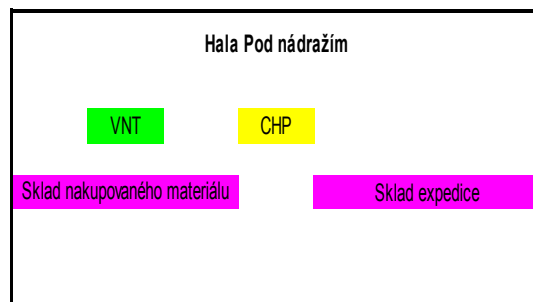 Hala Pod nádražím
VNT CHP
Sklad nakupovaného materiálu Sklad expedice